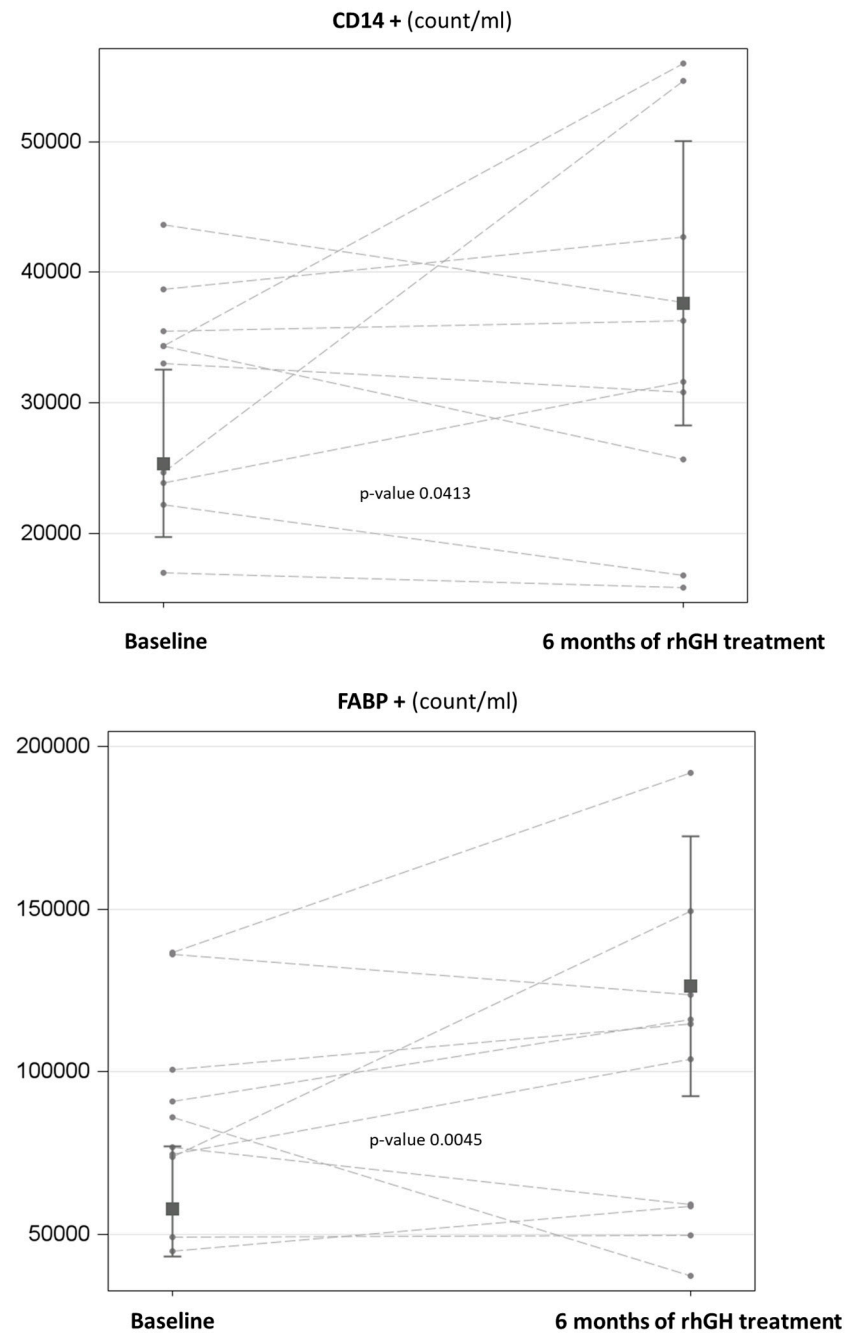 CD14 + (count/ml)
50000
40000
30000
20000
p-value 0.0413
Baseline
6 months of rhGH treatment
FABP + (count/ml)
200000
150000
100000
50000
p-value 0.0045
Baseline
6 months of rhGH treatment